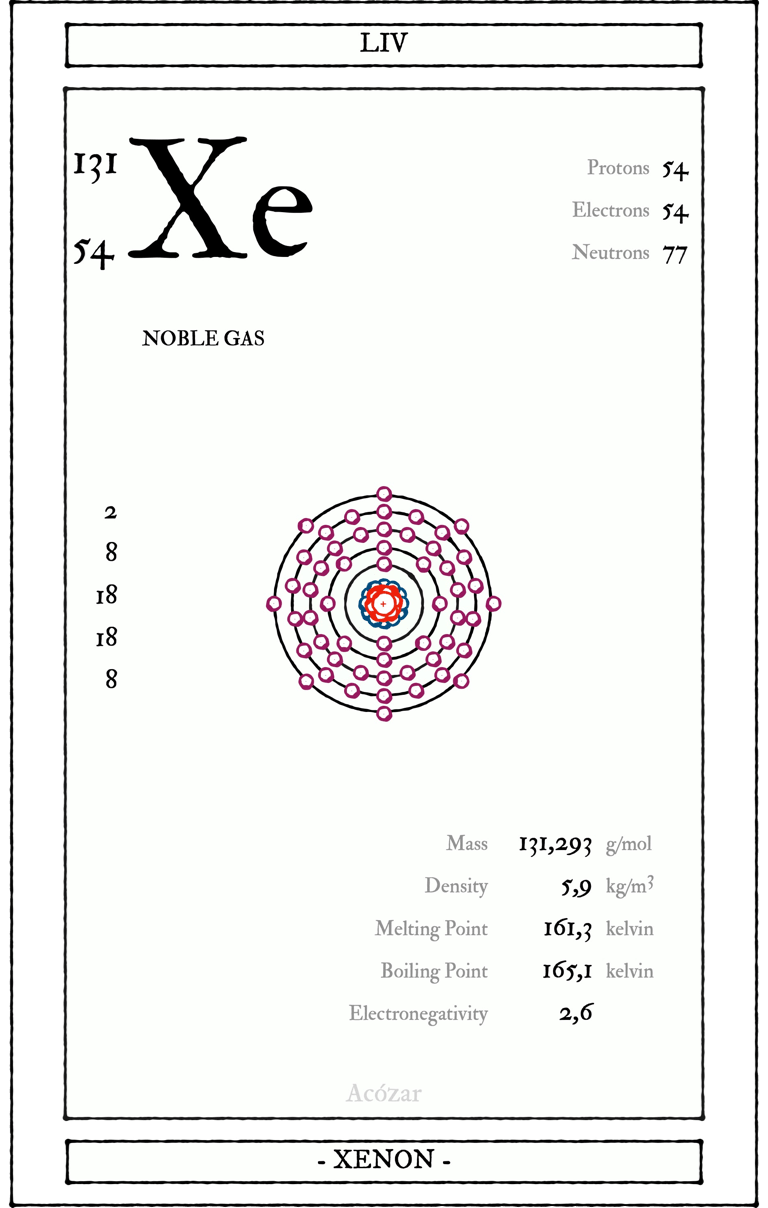 LIV
131
54
Xe
Protons 54
Electrons 54
Neutrons 77
NOBLE GAS
2
8
18
18
8
+
Mass 131,293 g/mol
Density 5,9 kg/m³
Melting Point 161,3 kelvin
Boiling Point 165,1 kelvin
Electronegativity 2,6
Acózar
- XENON -